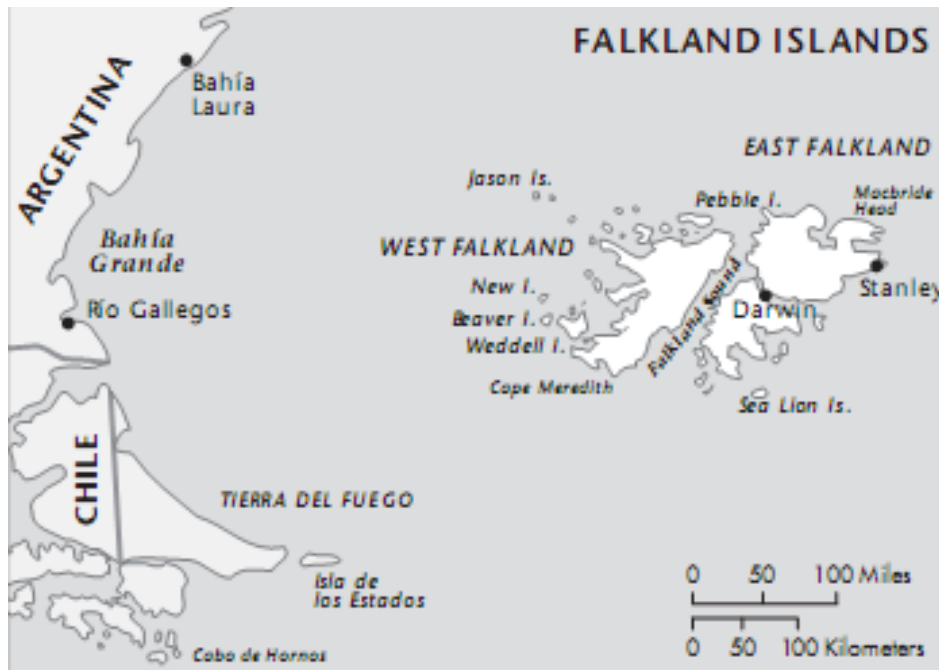 FALKLAND ISLANDS
Bahía
Laura
ARGENTINA
EAST FALKLAND
Jason Is.
Pebble I.
Macbride
Head
Bahía
Grande
WEST FALKLAND
New I.
Stanley
Río Gallegos
Beaver I.
Falkland Sound
Darwin
Weddell I.
Cape Meredith
Sea Lion Is.
CHILE
TIERRA DEL FUEGO
Isla de
los Estados
Cabo de Hornos
0 50 100 Miles
0 50 100 Kilometers